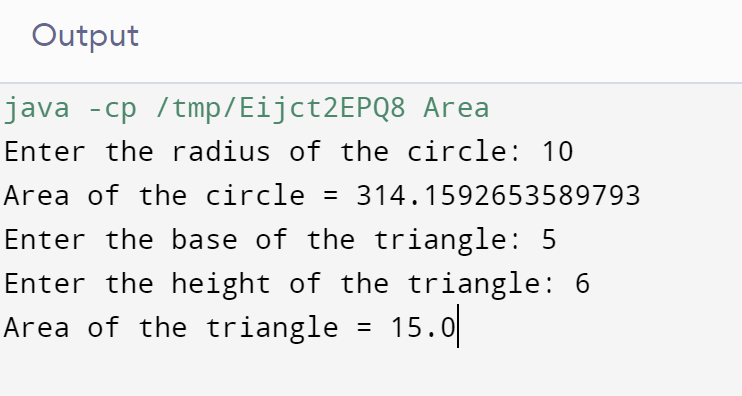 Output
java -cp /tmp/Eijct2EPQ8 Area
Enter the radius of the circle: 10
Area of the circle = 314.1592653589793
Enter the base of the triangle: 5
Enter the height of the triangle: 6
Area of the triangle = 15.0